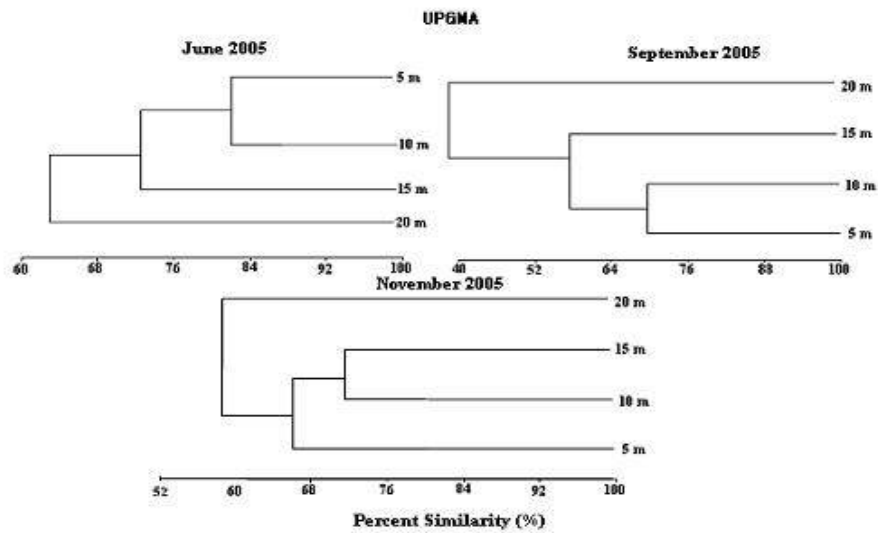 UPGMA
June 2005
5 m
10 m
15 m
20 m
60 68 76 84 92 100
September 2005
20 m
15 m
10 m
5 m
40 52 64 76 88 100
November 2005
20 m
15 m
10 m
5 m
52 60 68 76 84 92 100
Percent Similarity (%)